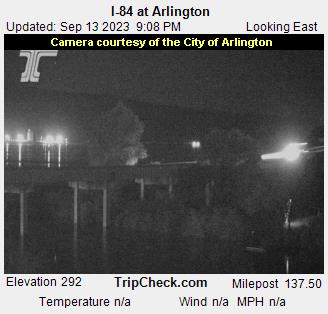 I-84 at Arlington
Updated: Sep 13 2023 9:08 PM Looking East
Camera courtesy of the City of Arlington
Elevation 292 TripCheck.com Milepost 137.50
Temperature n/a Wind n/a MPH n/a